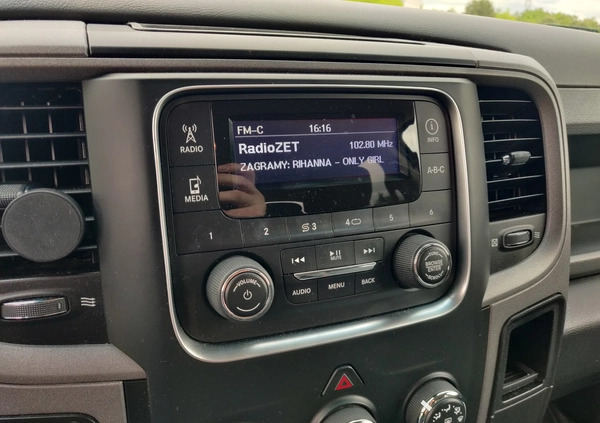 FM-C 16:16
RadioZET 102.80 MHz
ZAGRAMY: RIHANNA - ONLY GIRL
RADIO
MEDIA
INFO
A-B-C
1 2 3 4 5 6
MUTE
VOLUME
BROWSE
ENTER
AUDIO MENU BACK